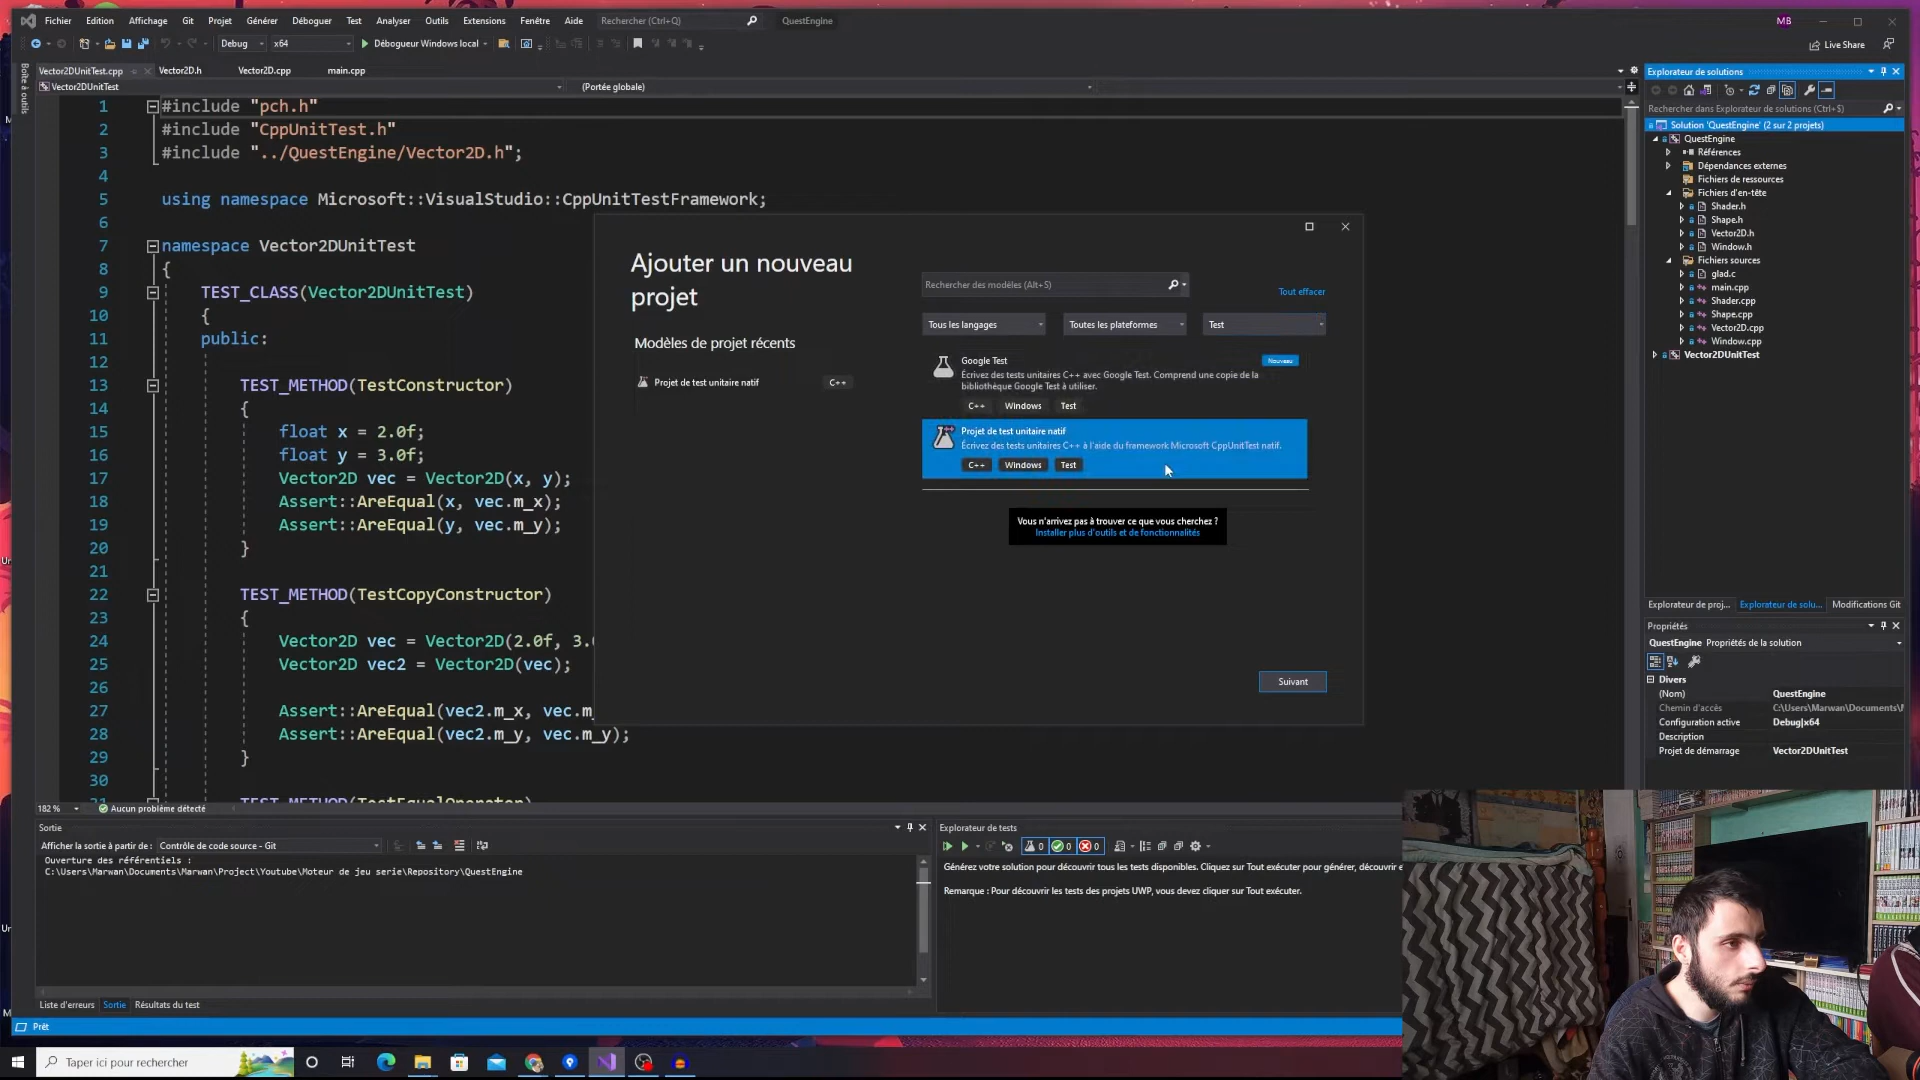 Fichier Edition Affichage Git Projet Générer Déboguer Test Analyser Outils Extensions Fenêtre Aide Rechercher (Ctrl+Q) QuestEngine MB
Debug x64 Débogueur Windows local Live Share
Boîte à outils
Vector2DUnitTest.cpp Vector2D.h Vector2D.cpp main.cpp
Vector2DUnitTest (Portée globale)
1 #include "pch.h"
2 #include "CppUnitTest.h"
3 #include "../QuestEngine/Vector2D.h";
4
5 using namespace Microsoft::VisualStudio::CppUnitTestFramework;
6
7 namespace Vector2DUnitTest
8 {
9 TEST_CLASS(Vector2DUnitTest)
10 {
11 public:
12
13 TEST_METHOD(TestConstructor)
14 {
15 float x = 2.0f;
16 float y = 3.0f;
17 Vector2D vec = Vector2D(x, y);
18 Assert::AreEqual(x, vec.m_x);
19 Assert::AreEqual(y, vec.m_y);
20 }
21
22 TEST_METHOD(TestCopyConstructor)
23 {
24 Vector2D vec = Vector2D(2.0f, 3.0
25 Vector2D vec2 = Vector2D(vec);
26
27 Assert::AreEqual(vec2.m_x, vec.m_
28 Assert::AreEqual(vec2.m_y, vec.m_y);
29 }
30
31 TEST_METHOD(TestEqualOperator)
182 % Aucun problème détecté
Ajouter un nouveau
projet
Modèles de projet récents
Projet de test unitaire natif C++
Rechercher des modèles (Alt+S)
Tout effacer
Tous les langages Toutes les plateformes Test
Google Test Nouveau
Écrivez des tests unitaires C++ avec Google Test. Comprend une copie de la
bibliothèque Google Test à utiliser.
C++ Windows Test
Projet de test unitaire natif
Écrivez des tests unitaires C++ à l'aide du framework Microsoft CppUnitTest natif.
C++ Windows Test
Vous n'arrivez pas à trouver ce que vous cherchez ?
Installer plus d'outils et de fonctionnalités
Suivant
Explorateur de solutions
Rechercher dans Explorateur de solutions (Ctrl+$)
Solution 'QuestEngine' (2 sur 2 projets)
QuestEngine
Références
Dépendances externes
Fichiers de ressources
Fichiers d'en-tête
Shader.h
Shape.h
Vector2D.h
Window.h
Fichiers sources
glad.c
main.cpp
Shader.cpp
Shape.cpp
Vector2D.cpp
Window.cpp
Vector2DUnitTest
Explorateur de proj... Explorateur de solu... Modifications Git
Propriétés
QuestEngine Propriétés de la solution
Divers
(Nom) QuestEngine
Chemin d'accès C:\Users\Marwan\Documents\
Configuration active Debug|x64
Description
Projet de démarrage Vector2DUnitTest
Sortie
Afficher la sortie à partir de : Contrôle de code source - Git
Ouverture des référentiels :
C:\Users\Marwan\Documents\Marwan\Project\Youtube\Moteur de jeu serie\Repository\QuestEngine
Explorateur de tests
0 0 0
Générez votre solution pour découvrir tous les tests disponibles. Cliquez sur Tout exécuter pour générer, découvrir e
Remarque : Pour découvrir les tests des projets UWP, vous devez cliquer sur Tout exécuter.
Liste d'erreurs Sortie Résultats du test
Prêt
Taper ici pour rechercher